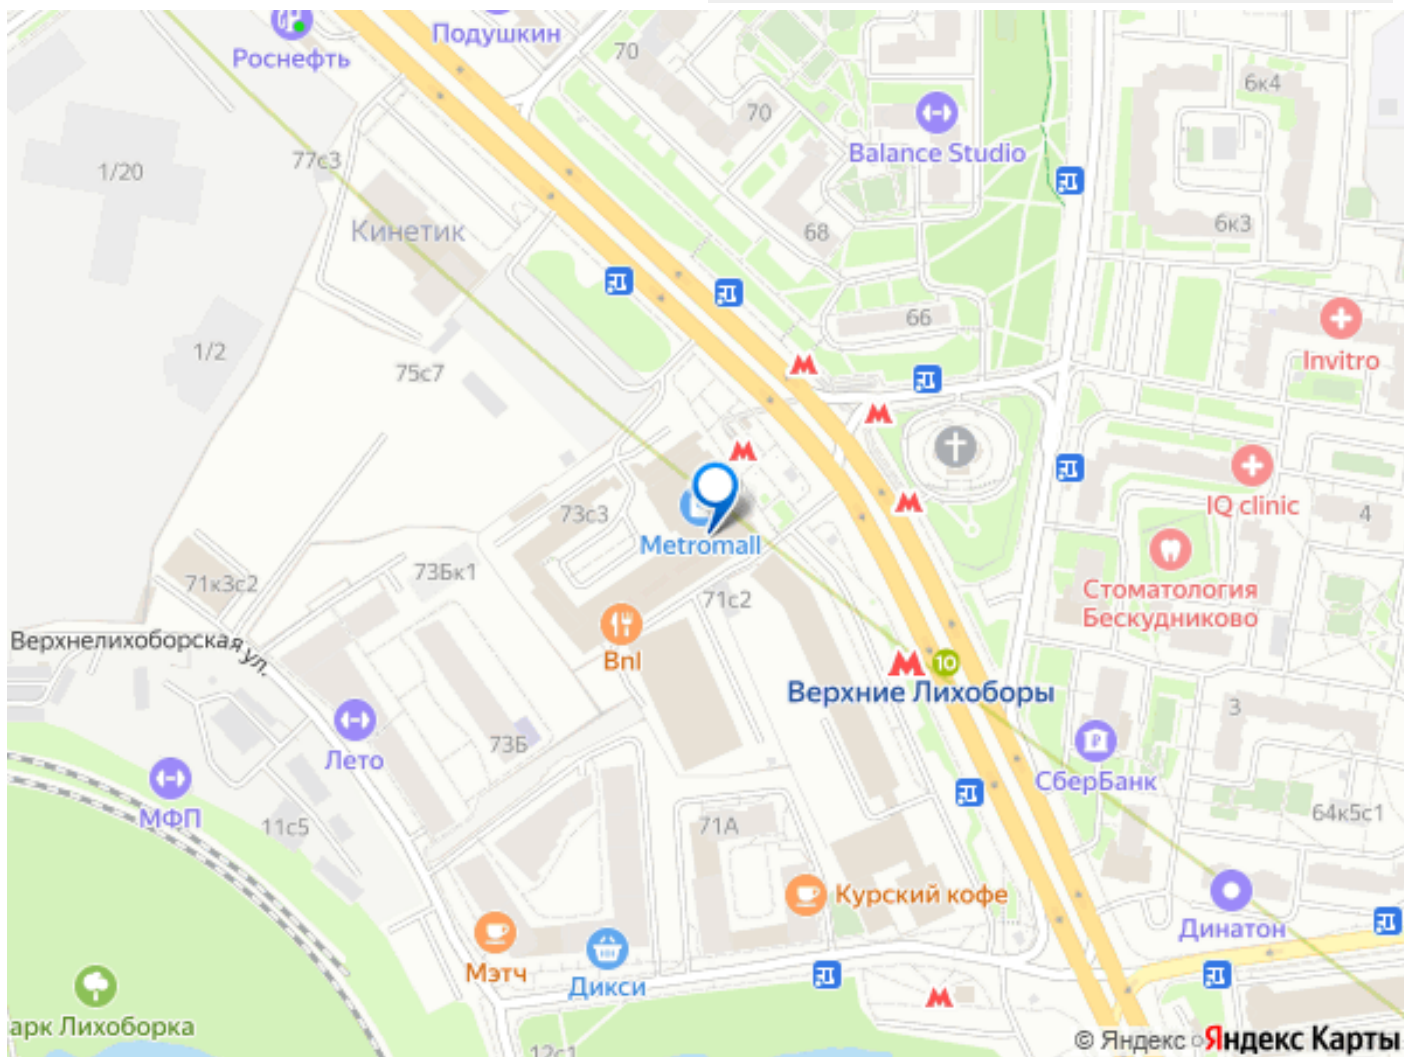 Подушкин
Роснефть
70
6к4
70
Balance Studio
77с3
1/20
68
6к3
Кинетик
66
1/2
75с7
Invitro
IQ clinic
4
73с3
Metromall
71к3с2
73Бк1
71с2
Стоматология
Бескудниково
Верхнелихоборская ул.
Bnl
10
Верхние Лихоборы
3
73Б
Лето
СберБанк
МФП
11с5
71А
64к5с1
Курский кофе
Динатон
Мэтч
Дикси
арк Лихоборка
12с1
© Яндекс
Яндекс Карты